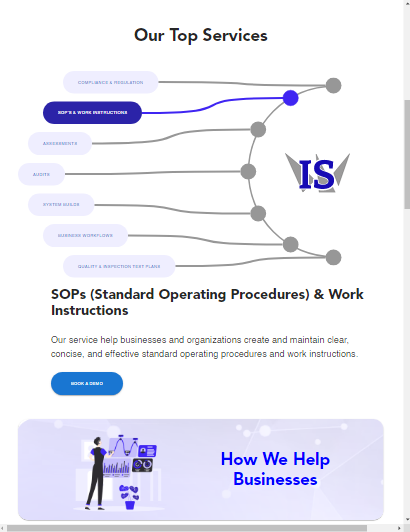 Our Top Services
COMPLIANCE & REGULATION
SOP'S & WORK INSTRUCTIONS
ASSESSMENTS
AUDITS
SYSTEM BUILDS
BUSINESS WORKFLOWS
QUALITY & INSPECTION TEST PLANS
IS
SOPs (Standard Operating Procedures) & Work
Instructions
Our service help businesses and organizations create and maintain clear,
concise, and effective standard operating procedures and work instructions.
BOOK A DEMO
How We Help
Businesses